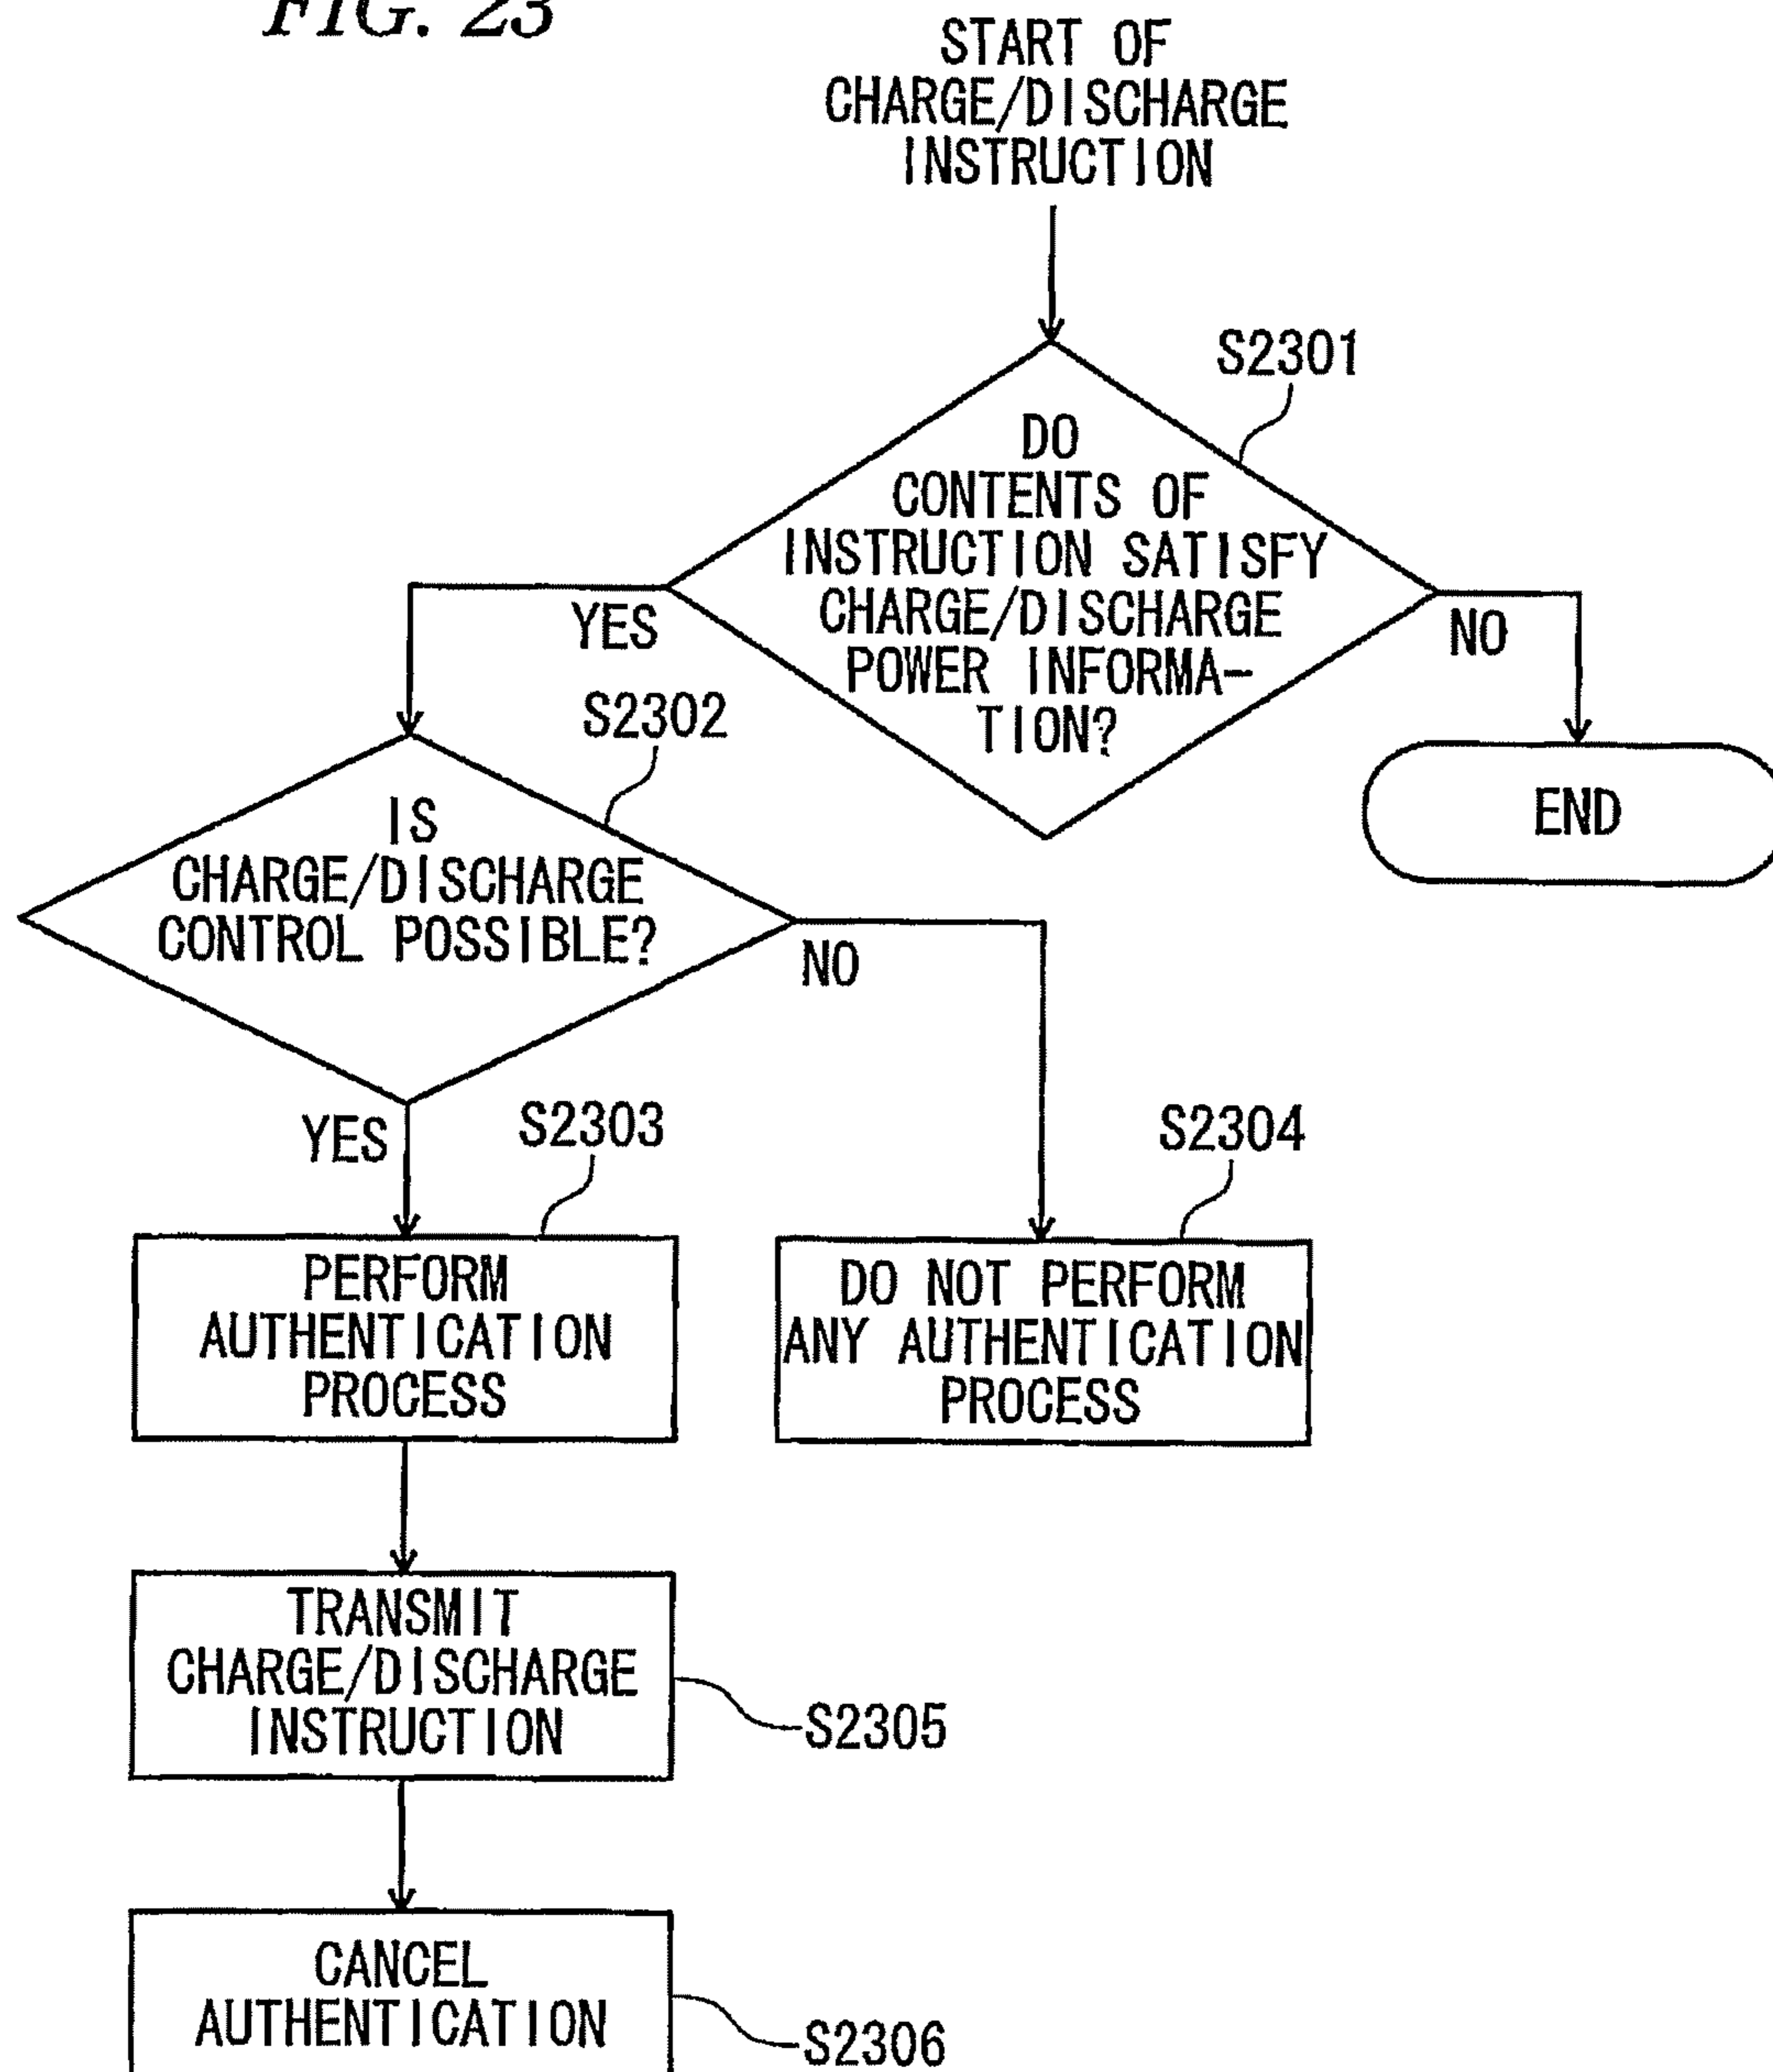 FIG. 23
START OF
CHARGE/DISCHARGE
INSTRUCTION
S2301
DO
CONTENTS OF
INSTRUCTION SATISFY
CHARGE/DISCHARGE
POWER INFORMA-
TION?
YES
NO
END
S2302
IS
CHARGE/DISCHARGE
CONTROL POSSIBLE?
NO
YES
S2303
PERFORM
AUTHENTICATION
PROCESS
S2304
DO NOT PERFORM
ANY AUTHENTICATION
PROCESS
TRANSMIT
CHARGE/DISCHARGE
INSTRUCTION
S2305
CANCEL
AUTHENTICATION
S2306